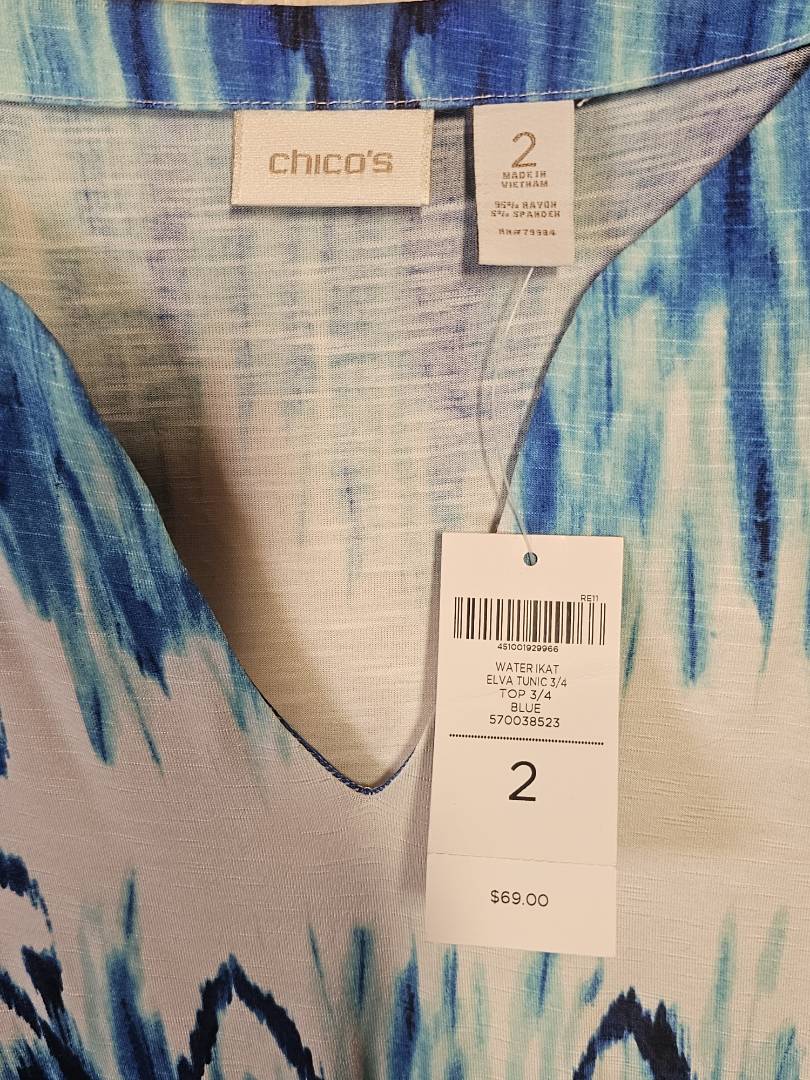 chico's
2
MADE IN
VIETNAM
95% RAYON
5% SPANDEX
RN# 79984
RE11
451001929966
WATER IKAT
ELVA TUNIC 3/4
TOP 3/4
BLUE
570038523
2
$69.00